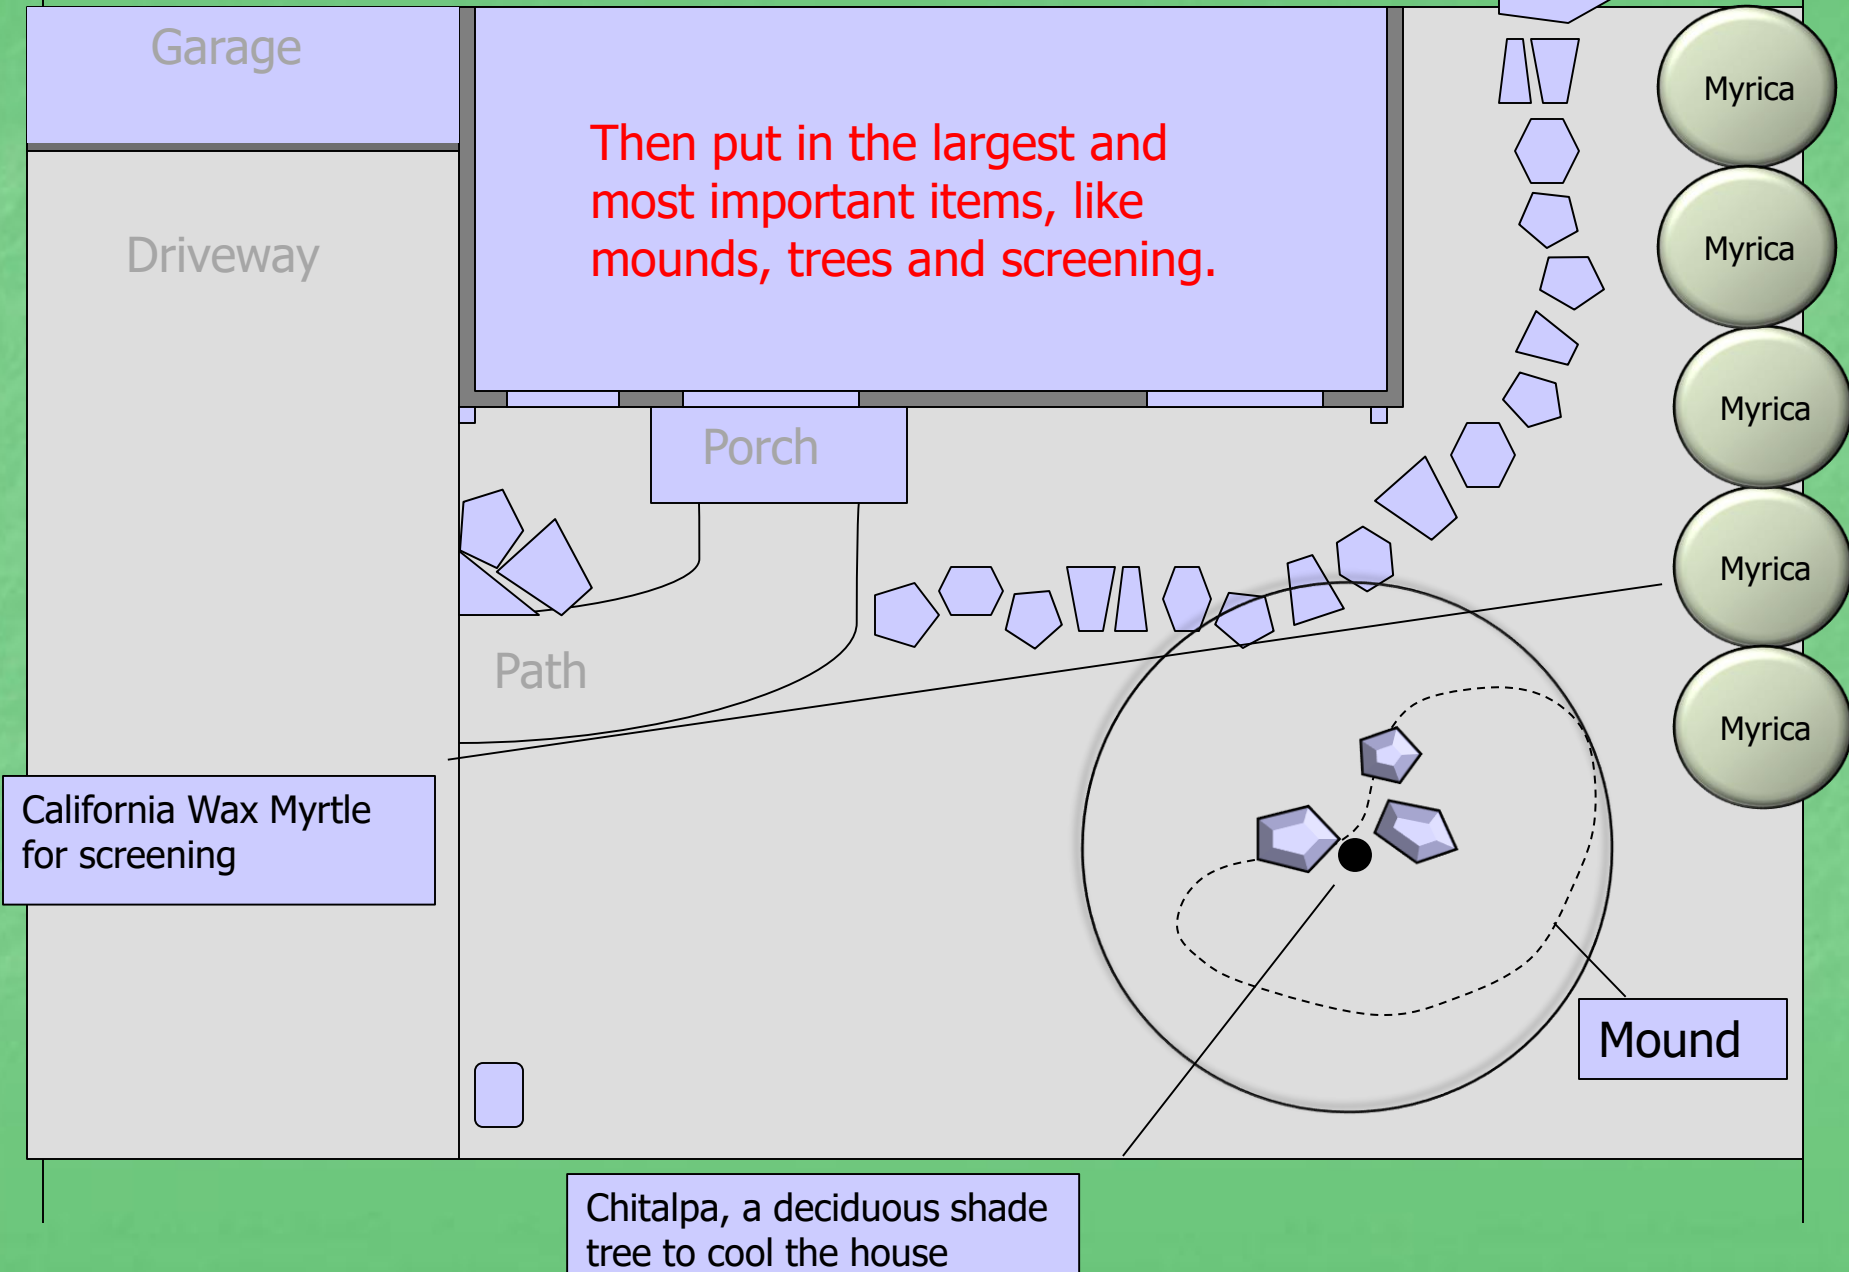 Garage
Then put in the largest and
most important items, like
mounds, trees and screening.
Driveway
Porch
Path
Myrica
Myrica
Myrica
Myrica
Myrica
California Wax Myrtle
for screening
Mound
Chitalpa, a deciduous shade
tree to cool the house